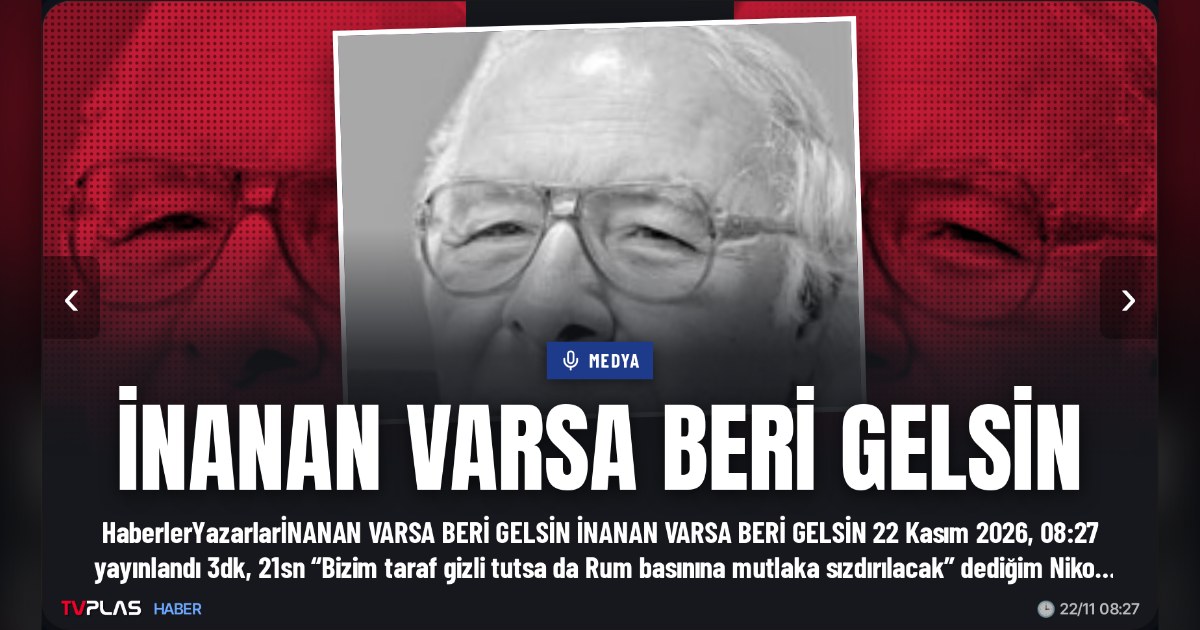 MEDYA
İNANAN VARSA BERİ GELSİN
HaberlerYazarlarİNANAN VARSA BERİ GELSİN İNANAN VARSA BERİ GELSİN 22 Kasım 2026, 08:27
yayınlandı 3dk, 21sn “Bizim taraf gizli tutsa da Rum basınına mutlaka sızdırılacak” dediğim Niko...
TVPLAS HABER
22/11 08:27